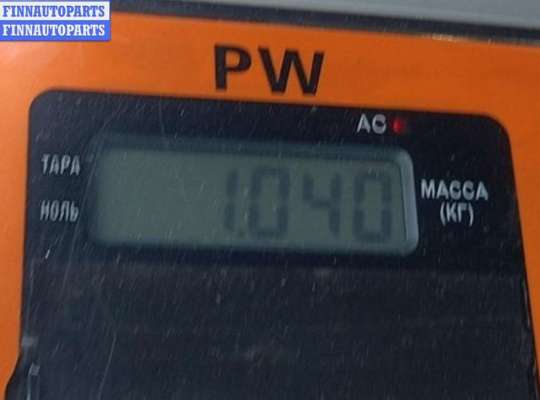 FINNAUTOPARTS
FINNAUTOPARTS
PW
AC
ТАРА
НОЛЬ
1.040
МАССА
(КГ)